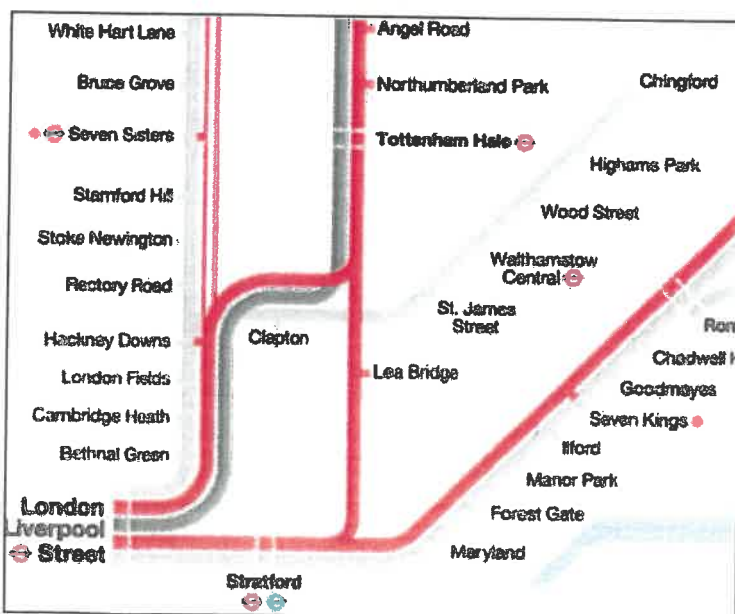 White Hart Lane
Bruce Grove
Seven Sisters
Stamford Hill
Stoke Newington
Rectory Road
Hackney Downs
London Fields
Cambridge Heath
Bethnal Green
London
Liverpool
Street
Stratford
Clapton
Angel Road
Northumberland Park
Tottenham Hale
Lea Bridge
Chingford
Highams Park
Wood Street
Walthamstow
Central
St. James
Street
Chadwell
Goodmayes
Seven Kings
Ilford
Manor Park
Forest Gate
Maryland